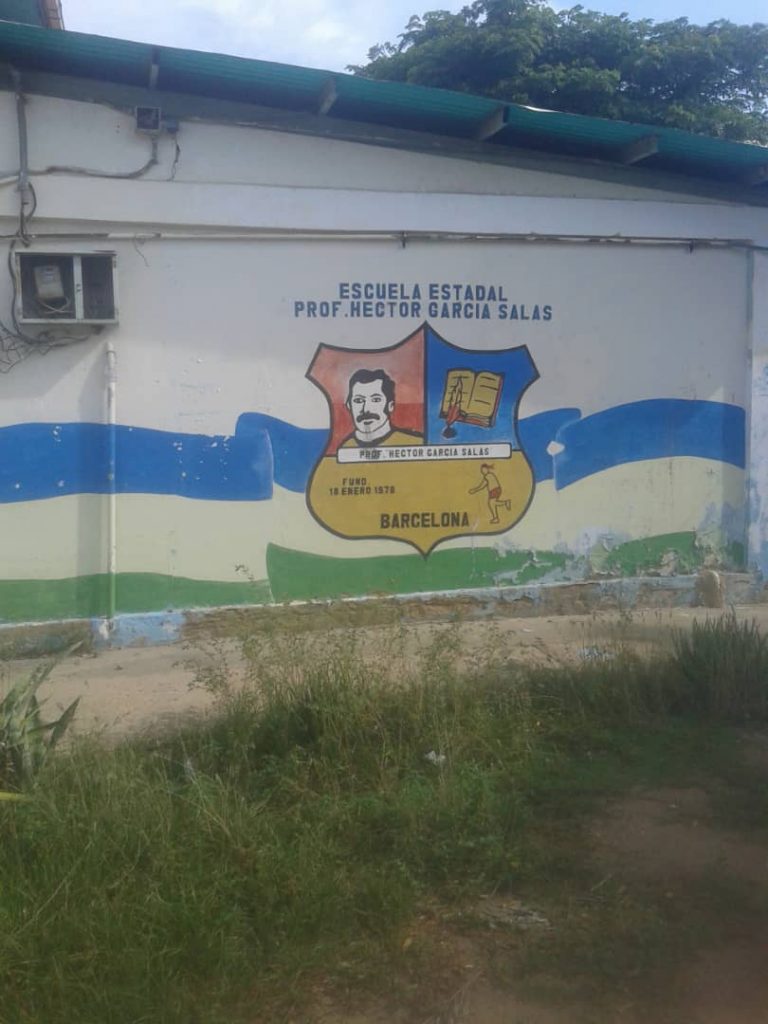 ESCUELA ESTADAL
PROF. HECTOR GARCIA SALAS
PROF. HECTOR GARCIA SALAS
FUND
18 ENERO 1978
BARCELONA